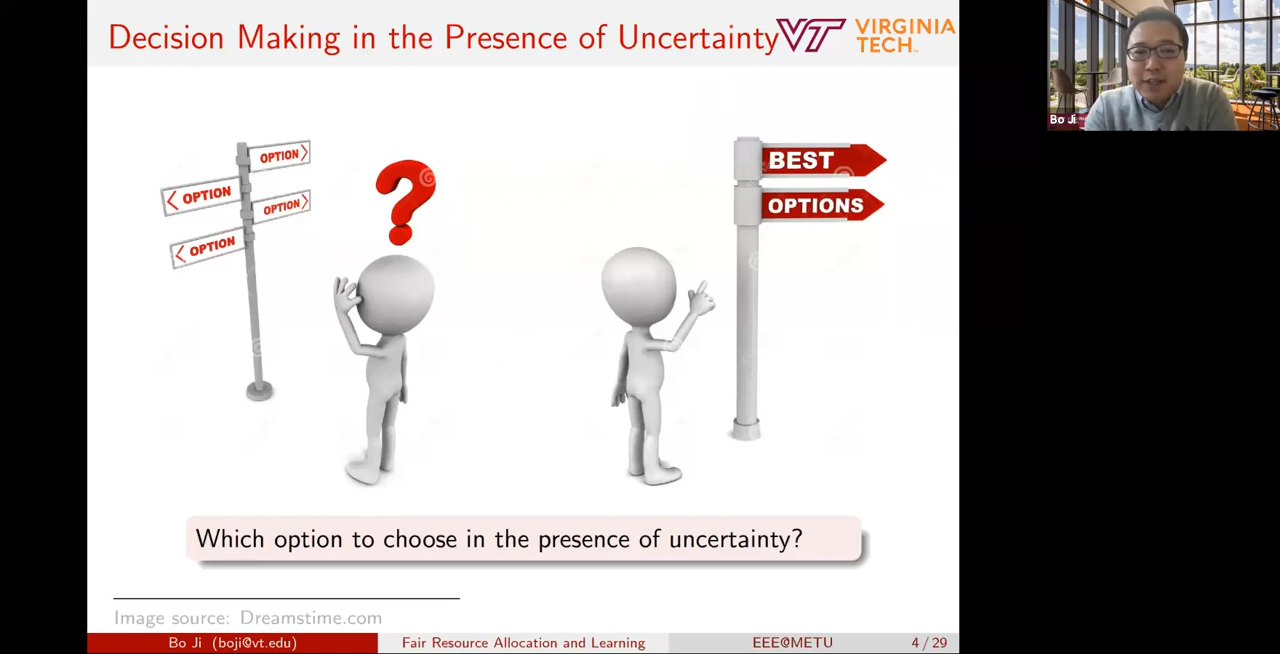 Decision Making in the Presence of Uncertainty
VT VIRGINIA
TECH
Bo Ji
OPTION
OPTION
OPTION
OPTION
?
BEST
OPTIONS
Which option to choose in the presence of uncertainty?
Image source: Dreamstime.com
Bo Ji (boji@vt.edu) Fair Resource Allocation and Learning EEE@METU 4 / 29